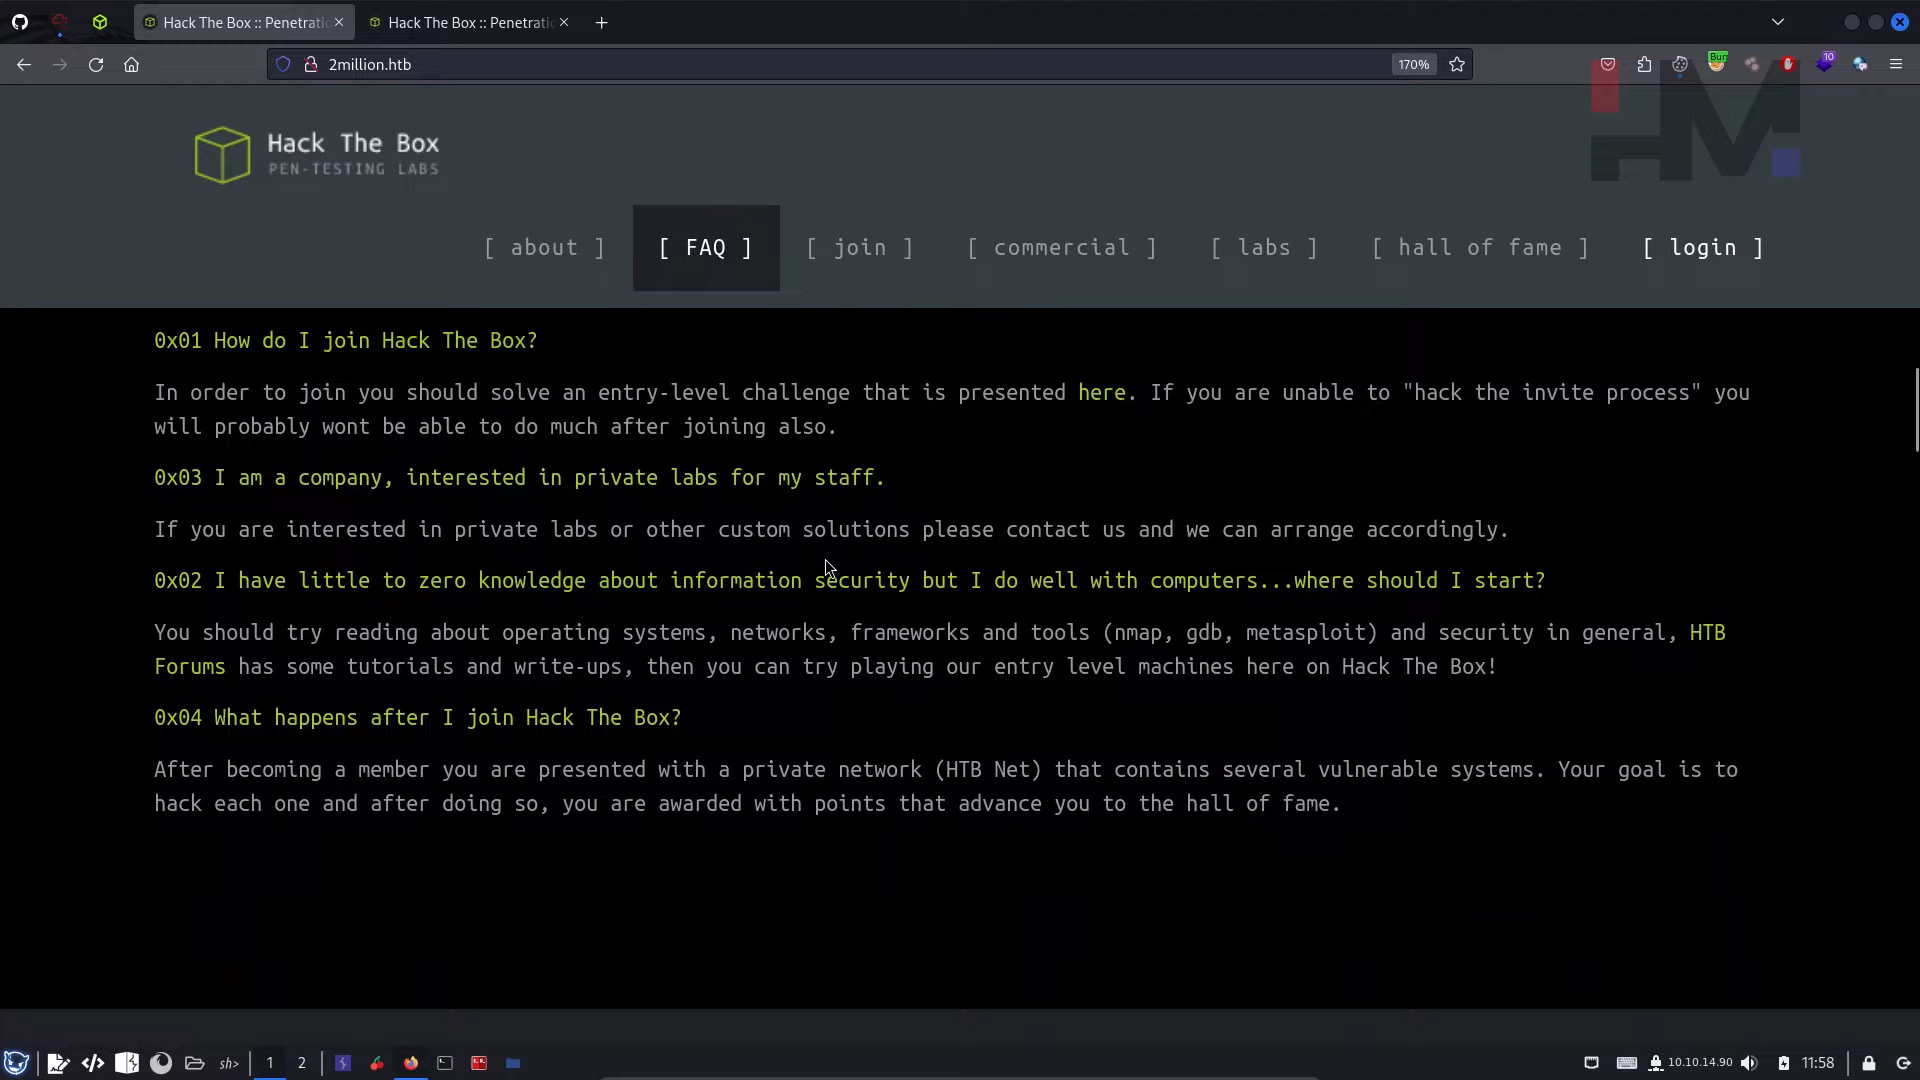 Hack The Box :: Penetratio
Hack The Box :: Penetratio
2million.htb
170%
Burp
10
Hack The Box
PEN-TESTING LABS
[ about ]
[ FAQ ]
[ join ]
[ commercial ]
[ labs ]
[ hall of fame ]
[ login ]
0x01 How do I join Hack The Box?
In order to join you should solve an entry-level challenge that is presented here. If you are unable to "hack the invite process" you
will probably wont be able to do much after joining also.
0x03 I am a company, interested in private labs for my staff.
If you are interested in private labs or other custom solutions please contact us and we can arrange accordingly.
0x02 I have little to zero knowledge about information security but I do well with computers...where should I start?
You should try reading about operating systems, networks, frameworks and tools (nmap, gdb, metasploit) and security in general, HTB
Forums has some tutorials and write-ups, then you can try playing our entry level machines here on Hack The Box!
0x04 What happens after I join Hack The Box?
After becoming a member you are presented with a private network (HTB Net) that contains several vulnerable systems. Your goal is to
hack each one and after doing so, you are awarded with points that advance you to the hall of fame.
sh>
1
2
10.10.14.90
11:58